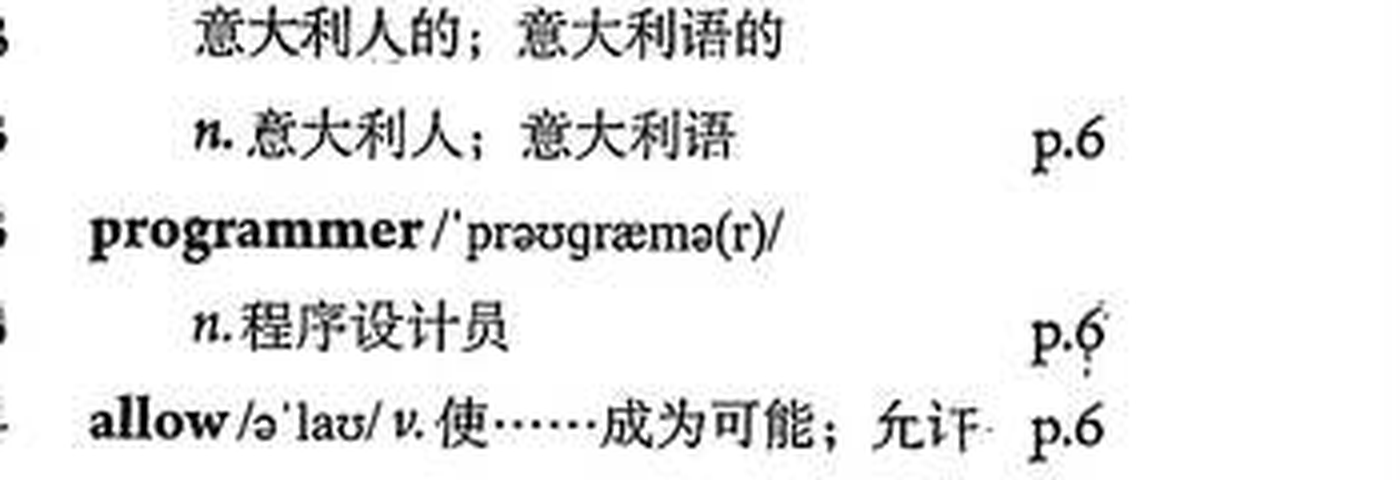 意大利人的；意大利语的
n. 意大利人；意大利语 p.6
programmer /ˈprəʊɡræmə(r)/
n. 程序设计员 p.6
allow /əˈlaʊ/ v. 使……成为可能；允许 p.6